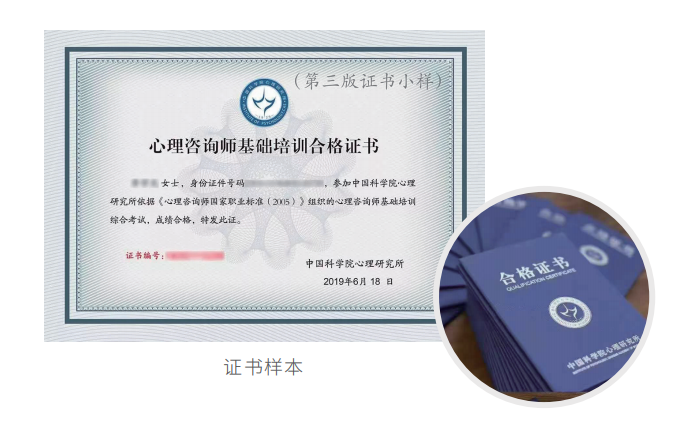 （第三版证书小样）
心理咨询师基础培训合格证书
女士，身份证件号码，参加中国科学院心理
研究所依据《心理咨询师国家职业标准（2005）》组织的心理咨询师基础培训
综合考试，成绩合格，特发此证。
证书编号：
中国科学院心理研究所
2019年6月 18 日
合格证书
QUALIFICATION CERTIFICATE
中国科学院心理研究所
证书样本